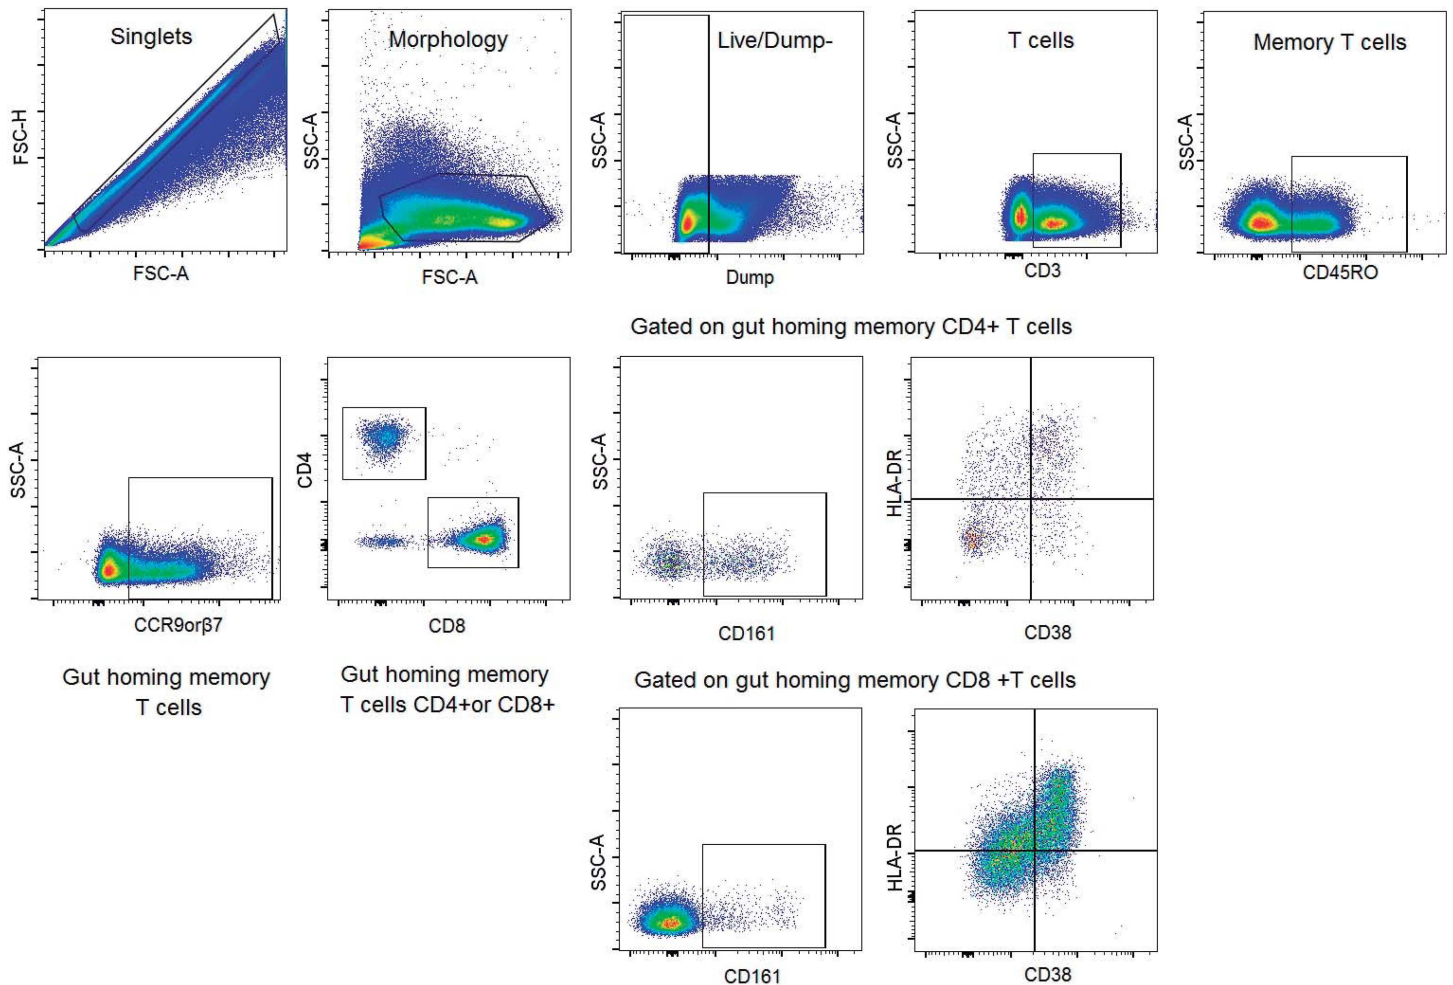 Singlets
FSC-H
FSC-A
Morphology
SSC-A
FSC-A
Live/Dump-
SSC-A
Dump
T cells
SSC-A
CD3
Memory T cells
SSC-A
CD45RO
Gated on gut homing memory CD4+ T cells
SSC-A
CCR9orβ7
CD4
CD8
SSC-A
CD161
HLA-DR
CD38
Gut homing memory
T cells
Gut homing memory
T cells CD4+or CD8+
Gated on gut homing memory CD8 +T cells
SSC-A
CD161
HLA-DR
CD38